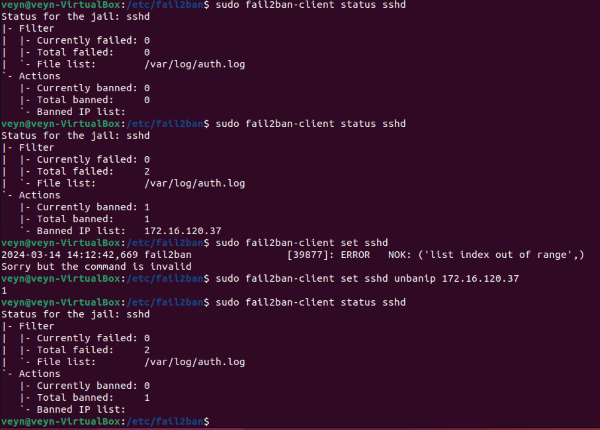 veyn@veyn-VirtualBox:/etc/fail2ban$ sudo fail2ban-client status sshd
Status for the jail: sshd
|- Filter
|  |- Currently failed: 0
|  |- Total failed:     0
|  `- File list:        /var/log/auth.log
`- Actions
   |- Currently banned: 0
   |- Total banned:     0
   `- Banned IP list:
veyn@veyn-VirtualBox:/etc/fail2ban$ sudo fail2ban-client status sshd
Status for the jail: sshd
|- Filter
|  |- Currently failed: 0
|  |- Total failed:     2
|  `- File list:        /var/log/auth.log
`- Actions
   |- Currently banned: 1
   |- Total banned:     1
   `- Banned IP list:   172.16.120.37
veyn@veyn-VirtualBox:/etc/fail2ban$ sudo fail2ban-client set sshd
2024-03-14 14:12:42,669 fail2ban                [39877]: ERROR   NOK: ('list index out of range',)
Sorry but the command is invalid
veyn@veyn-VirtualBox:/etc/fail2ban$ sudo fail2ban-client set sshd unbanip 172.16.120.37
1
veyn@veyn-VirtualBox:/etc/fail2ban$ sudo fail2ban-client status sshd
Status for the jail: sshd
|- Filter
|  |- Currently failed: 0
|  |- Total failed:     2
|  `- File list:        /var/log/auth.log
`- Actions
   |- Currently banned: 0
   |- Total banned:     1
   `- Banned IP list:
veyn@veyn-VirtualBox:/etc/fail2ban$